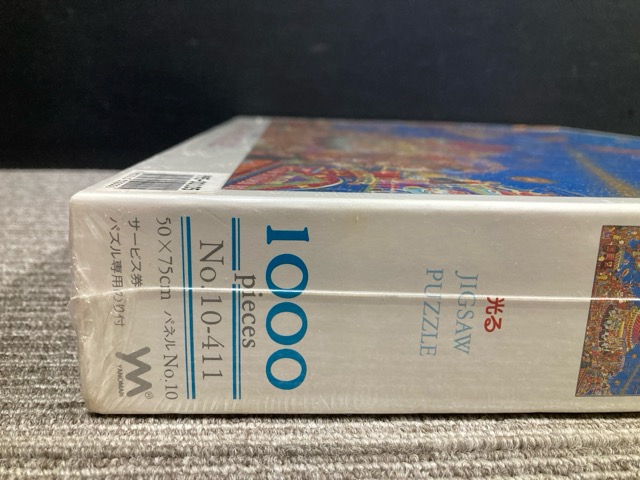 1000
pieces
No.10-411
50×75cm パネルNo.10
サービス券
パズル専用のり付
YANOMAN
®
光る
JIGSAW
PUZZLE